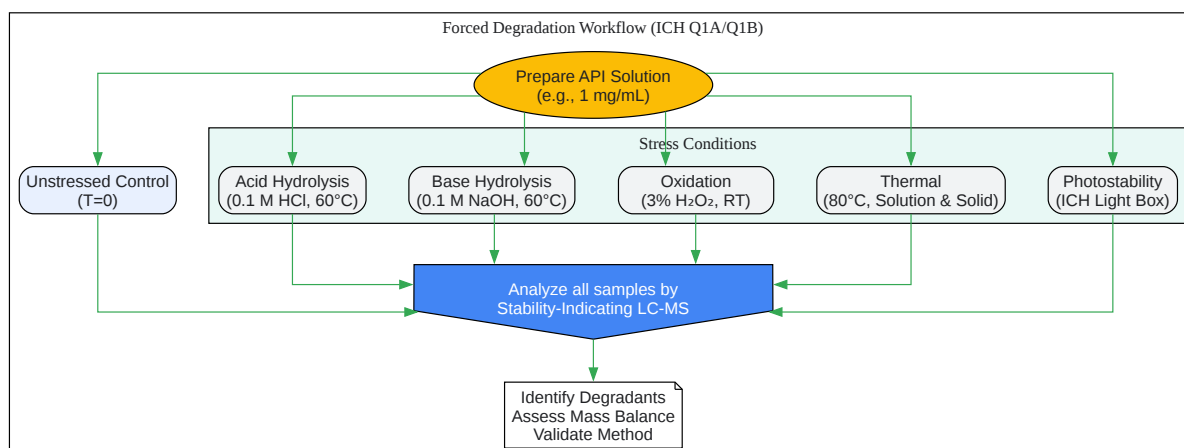 Forced Degradation Workflow (ICH Q1A/Q1B)
Prepare API Solution
(e.g., 1 mg/mL)
Stress Conditions
Unstressed Control
(T=0)
Acid Hydrolysis
(0.1 M HCl, 60°C)
Base Hydrolysis
(0.1 M NaOH, 60°C)
Oxidation
(3% H₂O₂, RT)
Thermal
(80°C, Solution & Solid)
Photostability
(ICH Light Box)
Analyze all samples by
Stability-Indicating LC-MS
Identify Degradants
Assess Mass Balance
Validate Method